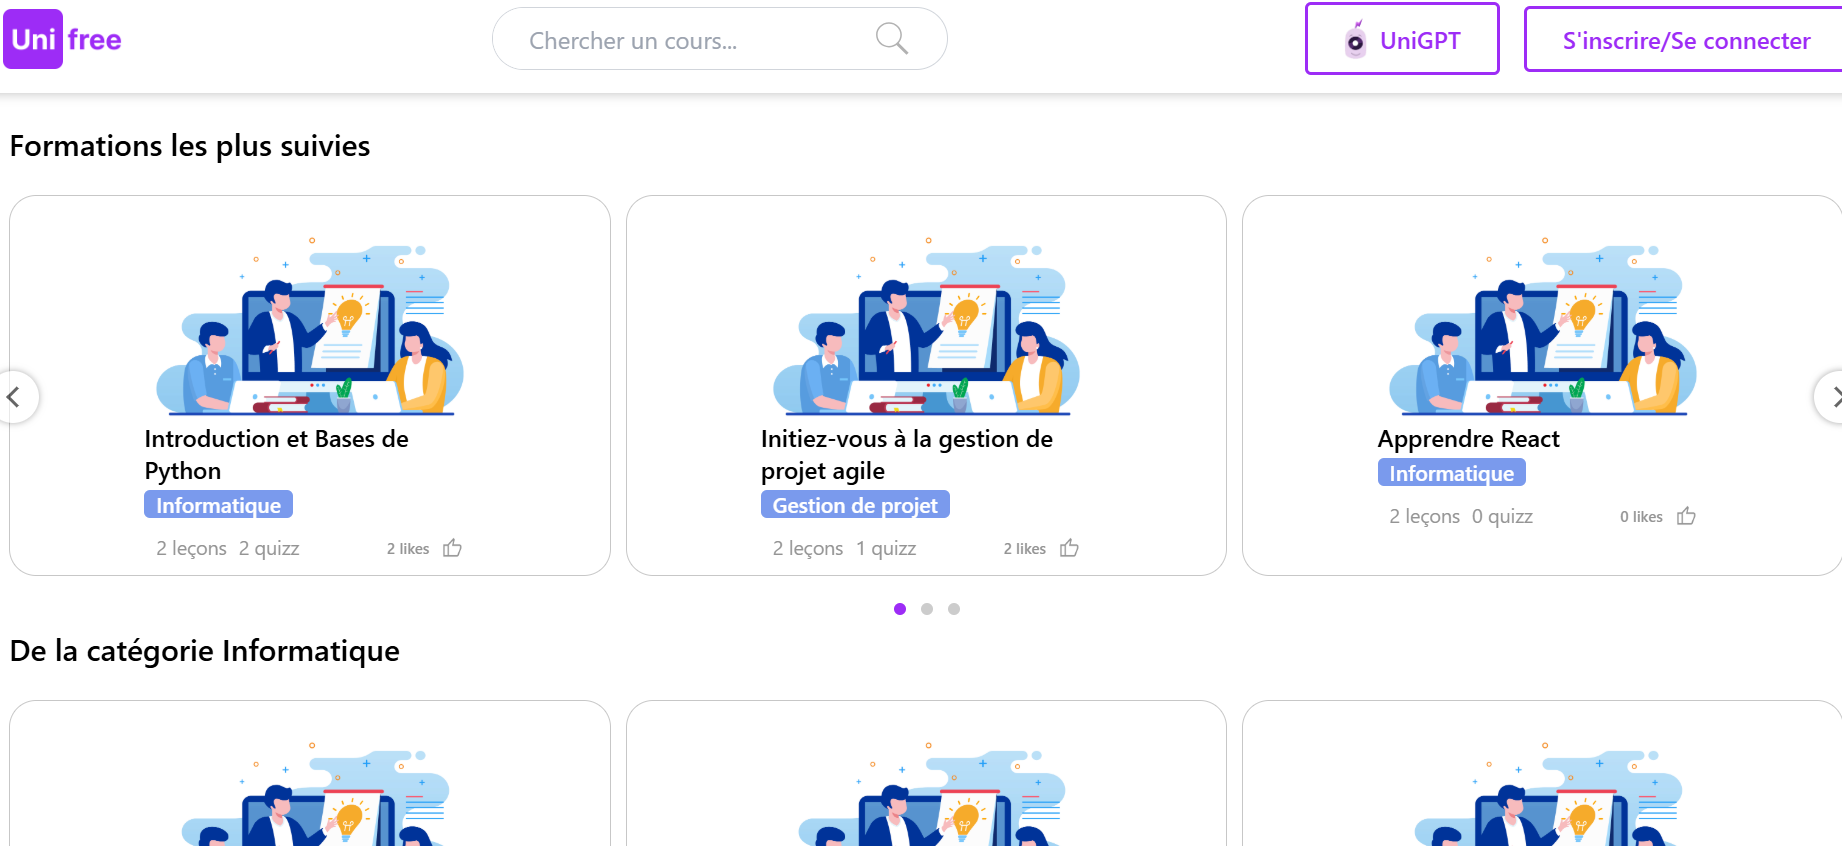 Uni free
Chercher un cours...
UniGPT
S'inscrire/Se connecter
Formations les plus suivies
Introduction et Bases de
Python
Informatique
2 leçons 2 quizz
2 likes
Initiez-vous à la gestion de
projet agile
Gestion de projet
2 leçons 1 quizz
2 likes
Apprendre React
Informatique
2 leçons 0 quizz
0 likes
De la catégorie Informatique